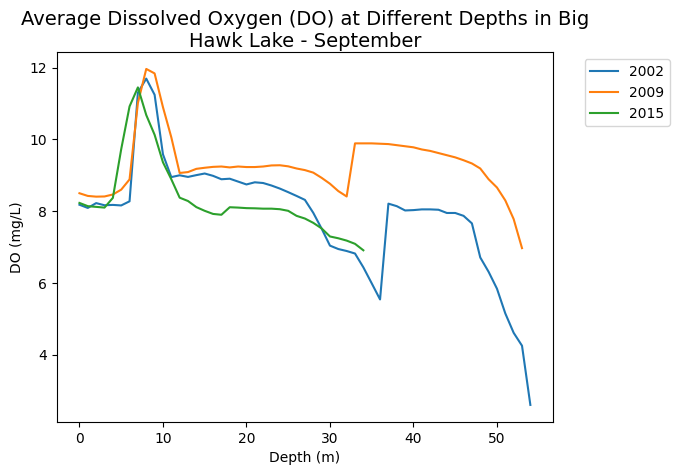 Average Dissolved Oxygen (DO) at Different Depths in Big
Hawk Lake - September
2002
2009
2015
12
10
8
6
4
DO (mg/L)
0 10 20 30 40 50
Depth (m)